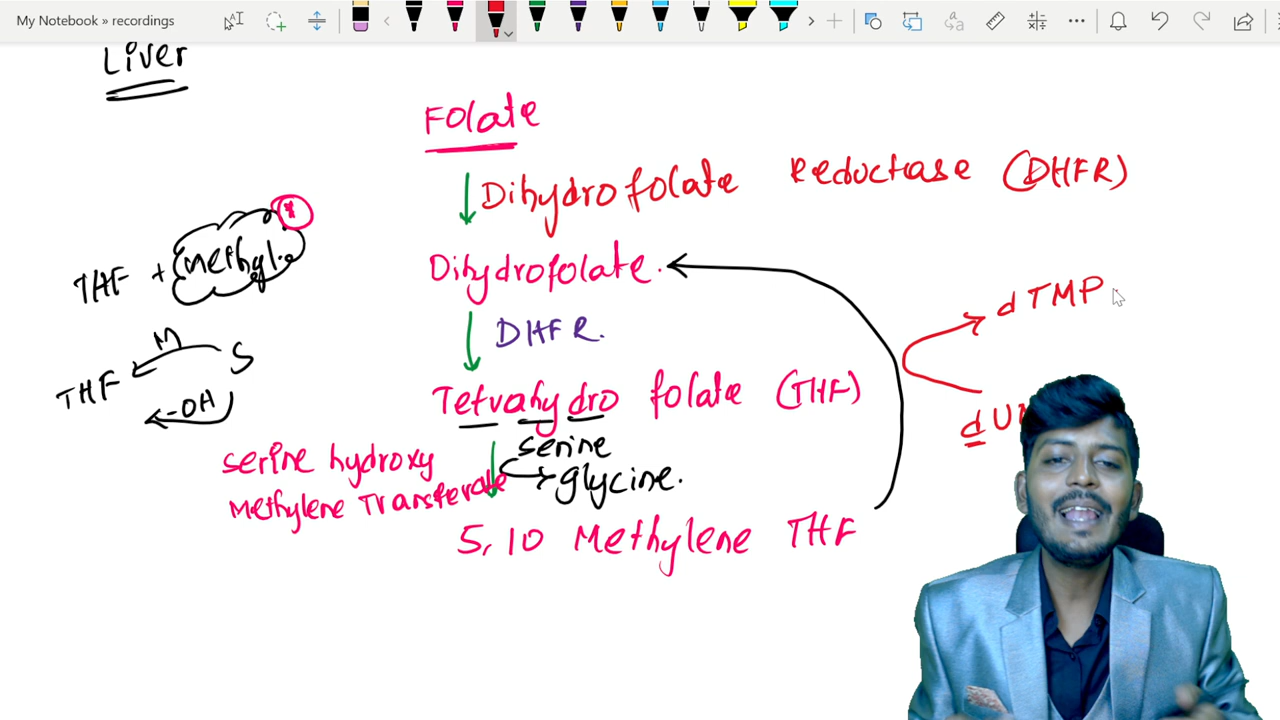 My Notebook » recordings
Liver
Folate
Dihydrofolate Reductase (DHFR)
THF + methyl.
Dihydrofolate.
dTMP
DHFR.
M
THF S
-OH
Tetrahydro folate (THF)
serine
glycine.
serine hydroxy
Methylene Transferate
5,10 Methylene THF